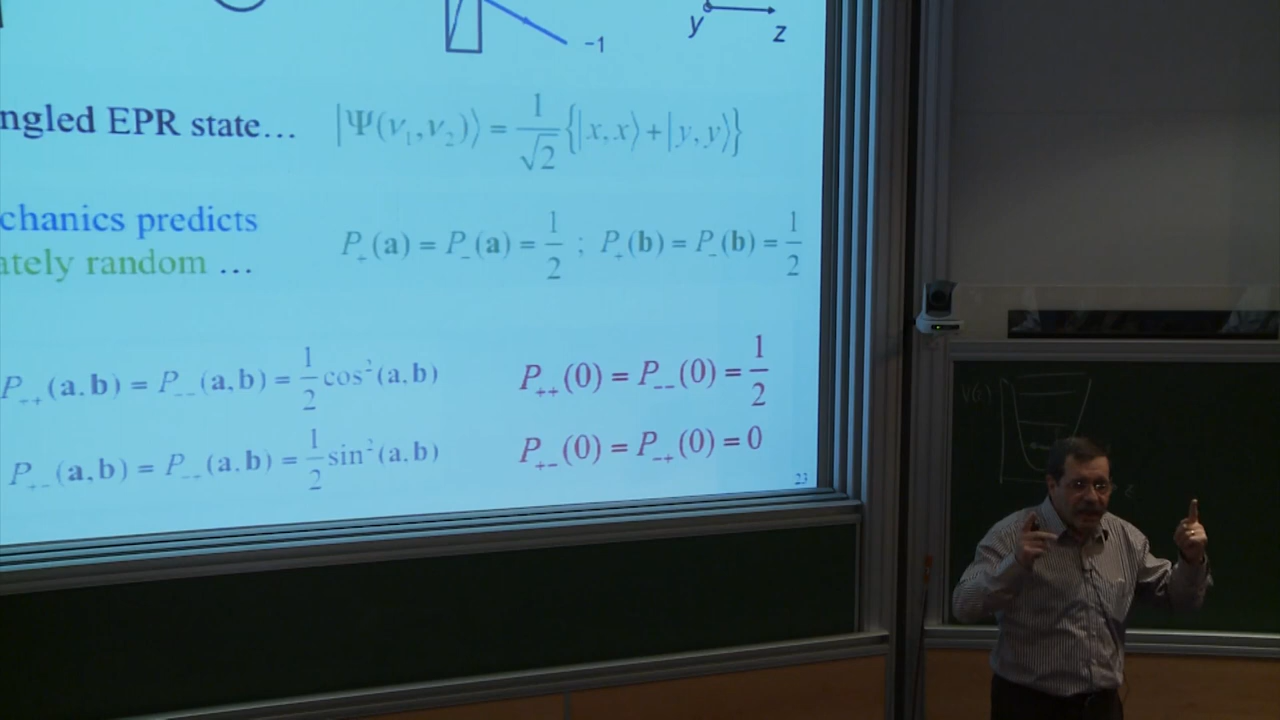 −1
y z
ngled EPR state… |Ψ(ν₁,ν₂)⟩ = 1/√2 {|x,x⟩+|y,y⟩}
chanics predicts
ately random …
P₊(a) = P₋(a) = 1/2 ; P₊(b) = P₋(b) = 1/2
P₊₊(a,b) = P₋₋(a,b) = 1/2 cos²(a,b) P₊₊(0) = P₋₋(0) = 1/2
P₊₋(a,b) = P₋₊(a,b) = 1/2 sin²(a,b) P₊₋(0) = P₋₊(0) = 0
23